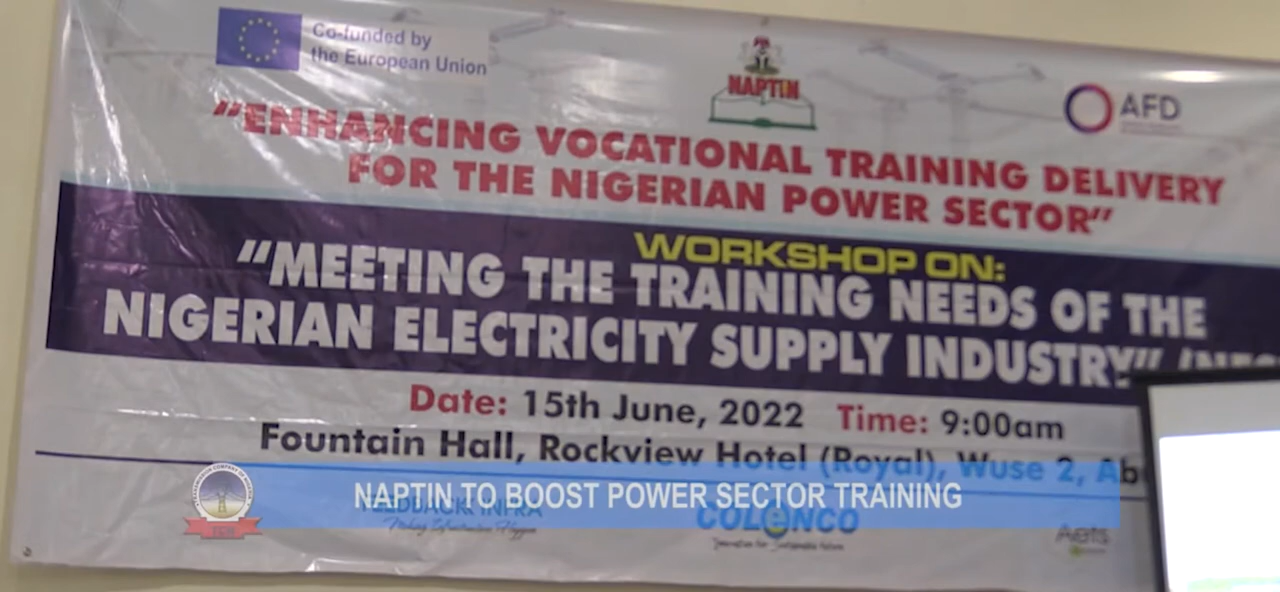 Co-funded by
the European Union
NAPTIN
AFD
"ENHANCING VOCATIONAL TRAINING DELIVERY
FOR THE NIGERIAN POWER SECTOR"
WORKSHOP ON:
"MEETING THE TRAINING NEEDS OF THE
NIGERIAN ELECTRICITY SUPPLY INDUSTRY"
Date: 15th June, 2022 Time: 9:00am
Fountain Hall, Rockview Hotel (Royal), Wuse 2, Ab
NAPTIN TO BOOST POWER SECTOR TRAINING
TCN
COLENCO